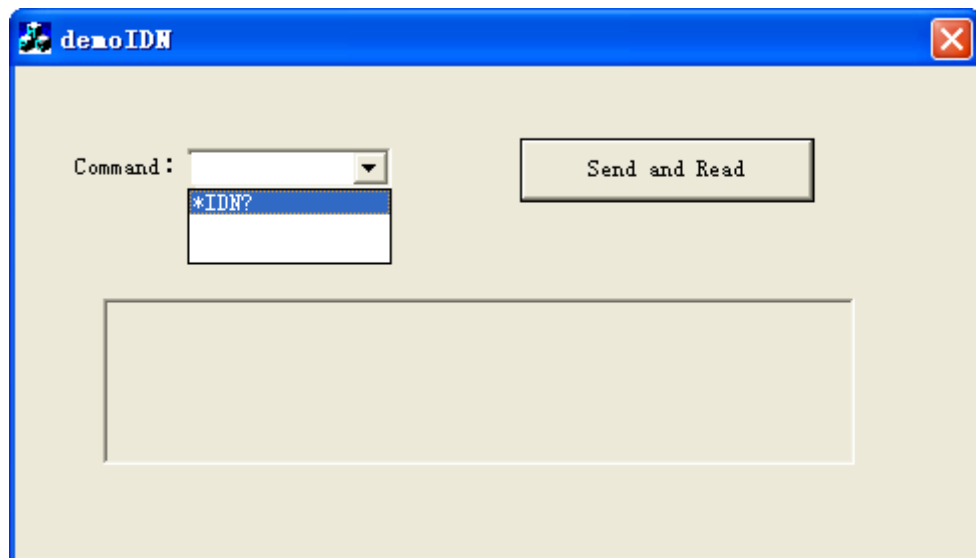 demoIDN
Command： Send and Read
*IDN?